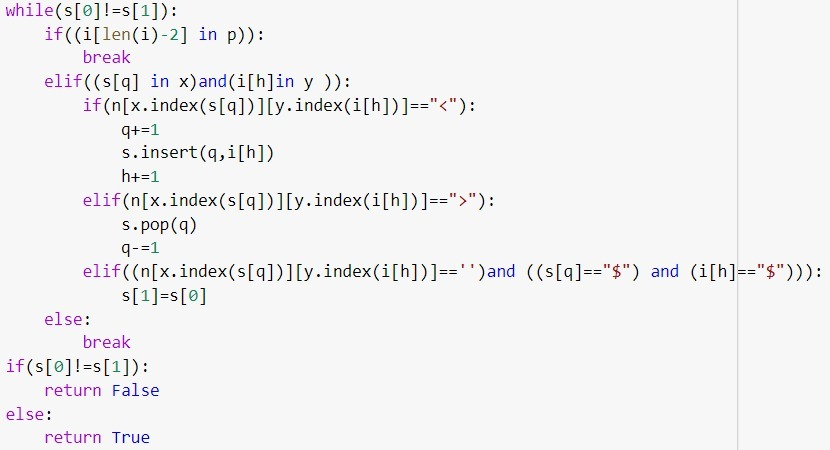 while(s[0]!=s[1]):
    if((i[len(i)-2] in p)):
        break
    elif((s[q] in x)and(i[h]in y )):
        if(n[x.index(s[q])][y.index(i[h])]=="<"):
            q+=1
            s.insert(q,i[h])
            h+=1
        elif(n[x.index(s[q])][y.index(i[h])]==">"):
            s.pop(q)
            q-=1
        elif((n[x.index(s[q])][y.index(i[h])]=='')and ((s[q]=="$") and (i[h]=="$"))):
            s[1]=s[0]
    else:
        break
if(s[0]!=s[1]):
    return False
else:
    return True